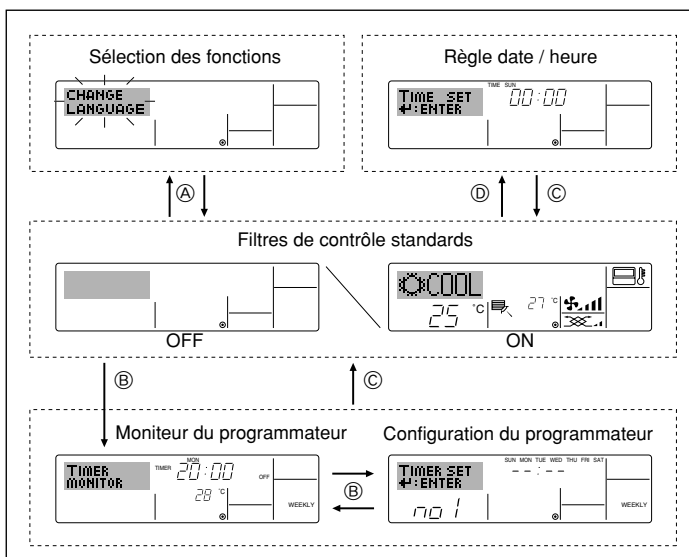 Sélection des fonctions
CHANGE
LANGUAGE
Règle date / heure
TIME SUN
TIME SET 00:00
↵:ENTER
Ⓐ
Ⓓ Ⓒ
Filtres de contrôle standards
OFF
COOL
25 °C 27 °C
ON
Ⓑ Ⓒ
Moniteur du programmateur
MON
TIMER TIMER 20:00 OFF
MONITOR 28 °C
WEEKLY
Ⓑ
Configuration du programmateur
SUN MON TUE WED THU FRI SAT
TIMER SET --:--
↵:ENTER
no 1 WEEKLY